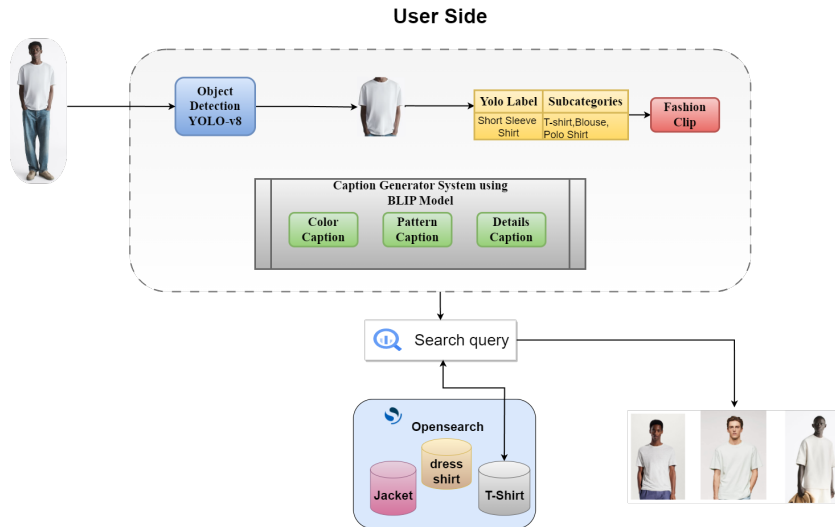 User Side
Object
Detection
YOLO-v8
Yolo Label
Subcategories
Short Sleeve
Shirt
T-shirt,Blouse,
Polo Shirt
Fashion
Clip
Caption Generator System using
BLIP Model
Color
Caption
Pattern
Caption
Details
Caption
Search query
Opensearch
Jacket
dress
shirt
T-Shirt